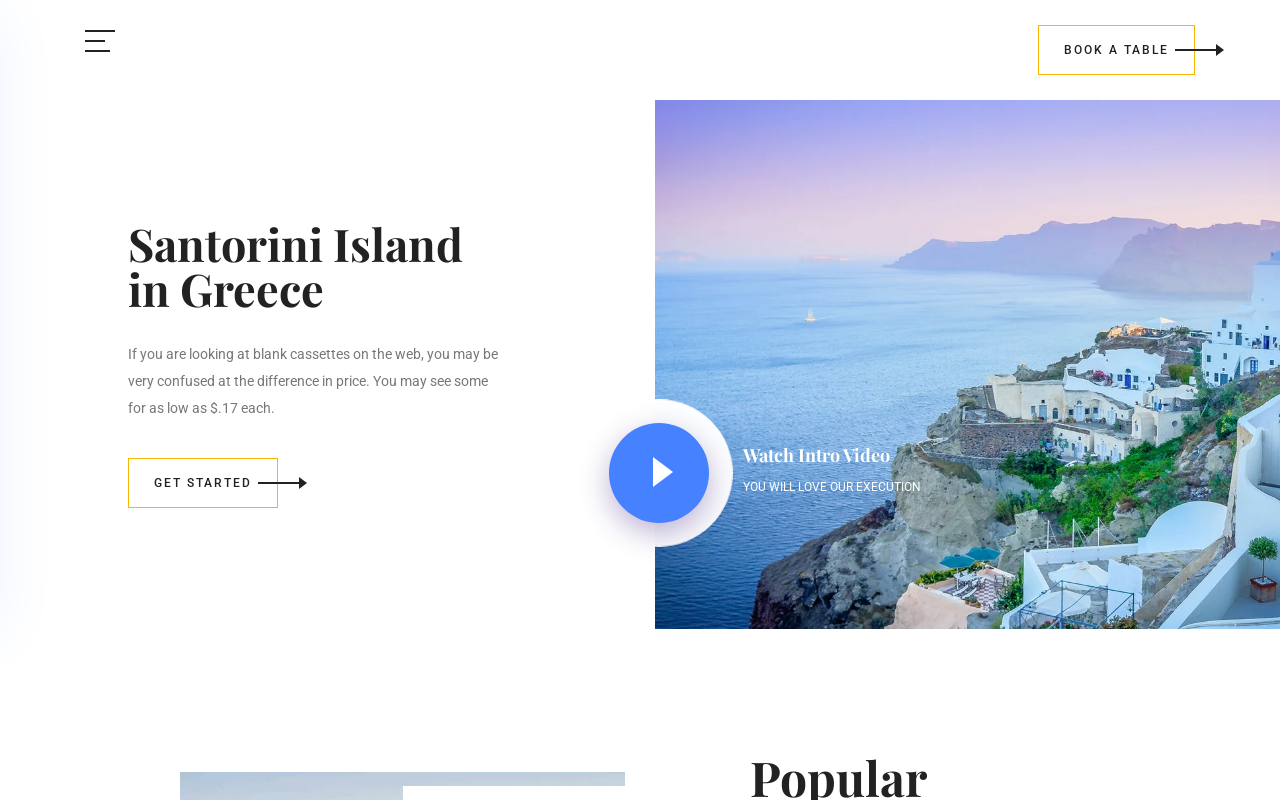 BOOK A TABLE
Santorini Island
in Greece
If you are looking at blank cassettes on the web, you may be
very confused at the difference in price. You may see some
for as low as $.17 each.
GET STARTED
Watch Intro Video
YOU WILL LOVE OUR EXECUTION
Popular